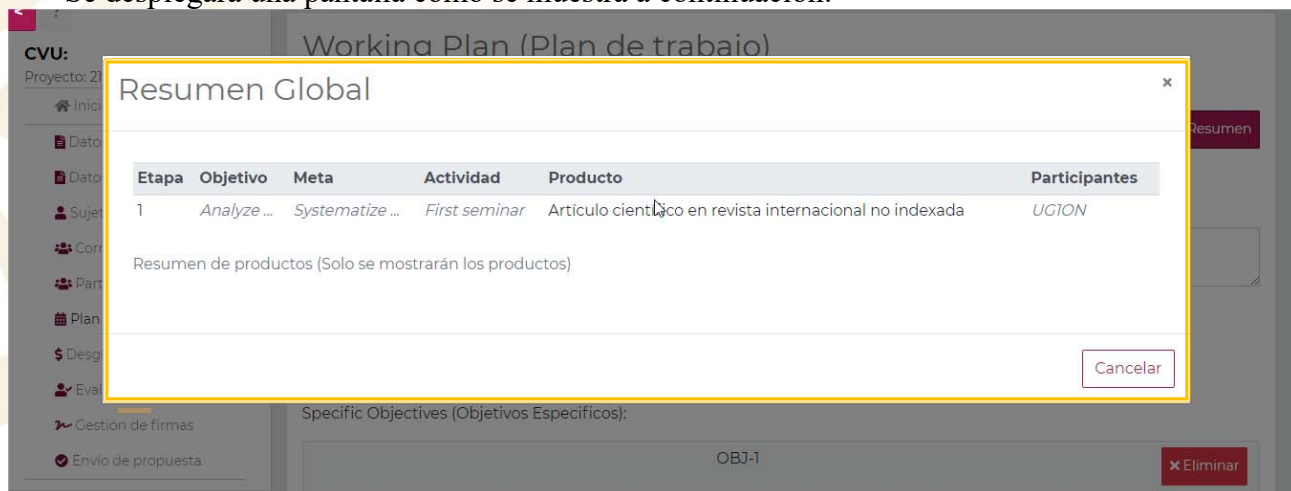 Se desplegará una pantalla como se muestra a continuación:
?
CVU:
Proyecto: 21
Working Plan (Plan de trabajo)
Resumen
Resumen Global
×
Etapa Objetivo Meta Actividad Producto Participantes
1 Analyze ... Systematize ... First seminar Artículo científico en revista internacional no indexada UG1ON
Resumen de productos (Solo se mostrarán los productos)
Cancelar
Plan
Gestión de firmas
Envío de propuesta
Specific Objectives (Objetivos Específicos):
OBJ-1
× Eliminar